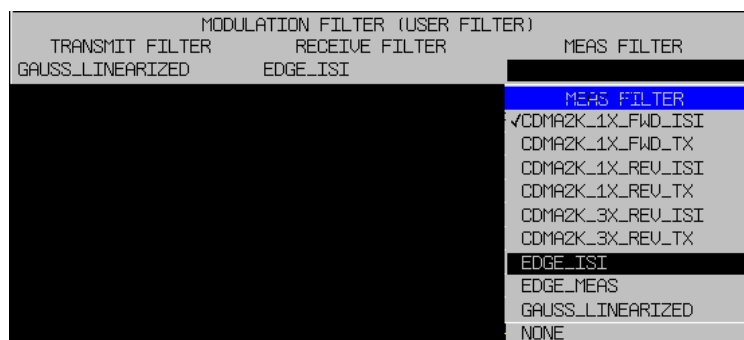 MODULATION FILTER (USER FILTER)
TRANSMIT FILTER RECEIVE FILTER MEAS FILTER
GAUSS_LINEARIZED EDGE_ISI
MEAS FILTER
✓CDMA2K_1X_FWD_ISI
CDMA2K_1X_FWD_TX
CDMA2K_1X_REV_ISI
CDMA2K_1X_REV_TX
CDMA2K_3X_REV_ISI
CDMA2K_3X_REV_TX
EDGE_ISI
EDGE_MEAS
GAUSS_LINEARIZED
NONE